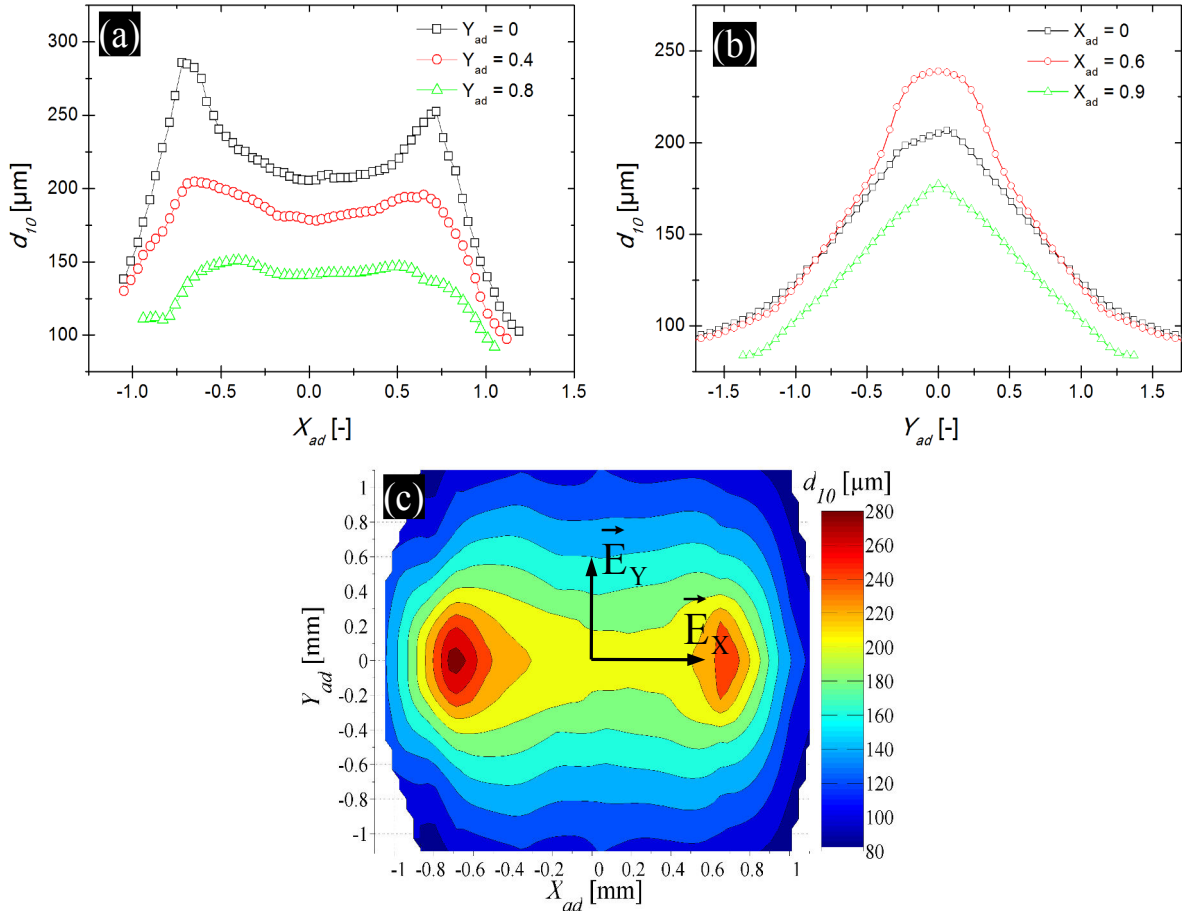 (a)
Y_ad = 0
Y_ad = 0.4
Y_ad = 0.8
300
250
200
150
100
d_10 [µm]
-1.0 -0.5 0.0 0.5 1.0 1.5
X_ad [-]
(b)
X_ad = 0
X_ad = 0.6
X_ad = 0.9
250
200
150
100
d_10 [µm]
-1.5 -1.0 -0.5 0.0 0.5 1.0 1.5
Y_ad [-]
(c)
d_10 [µm]
1
0.8
0.6
0.4
0.2
0
-0.2
-0.4
-0.6
-0.8
-1
Y_ad [mm]
E_Y
E_X
-1 -0.8 -0.6 -0.4 -0.2 0 0.2 0.4 0.6 0.8 1
X_ad [mm]
280
260
240
220
200
180
160
140
120
100
80